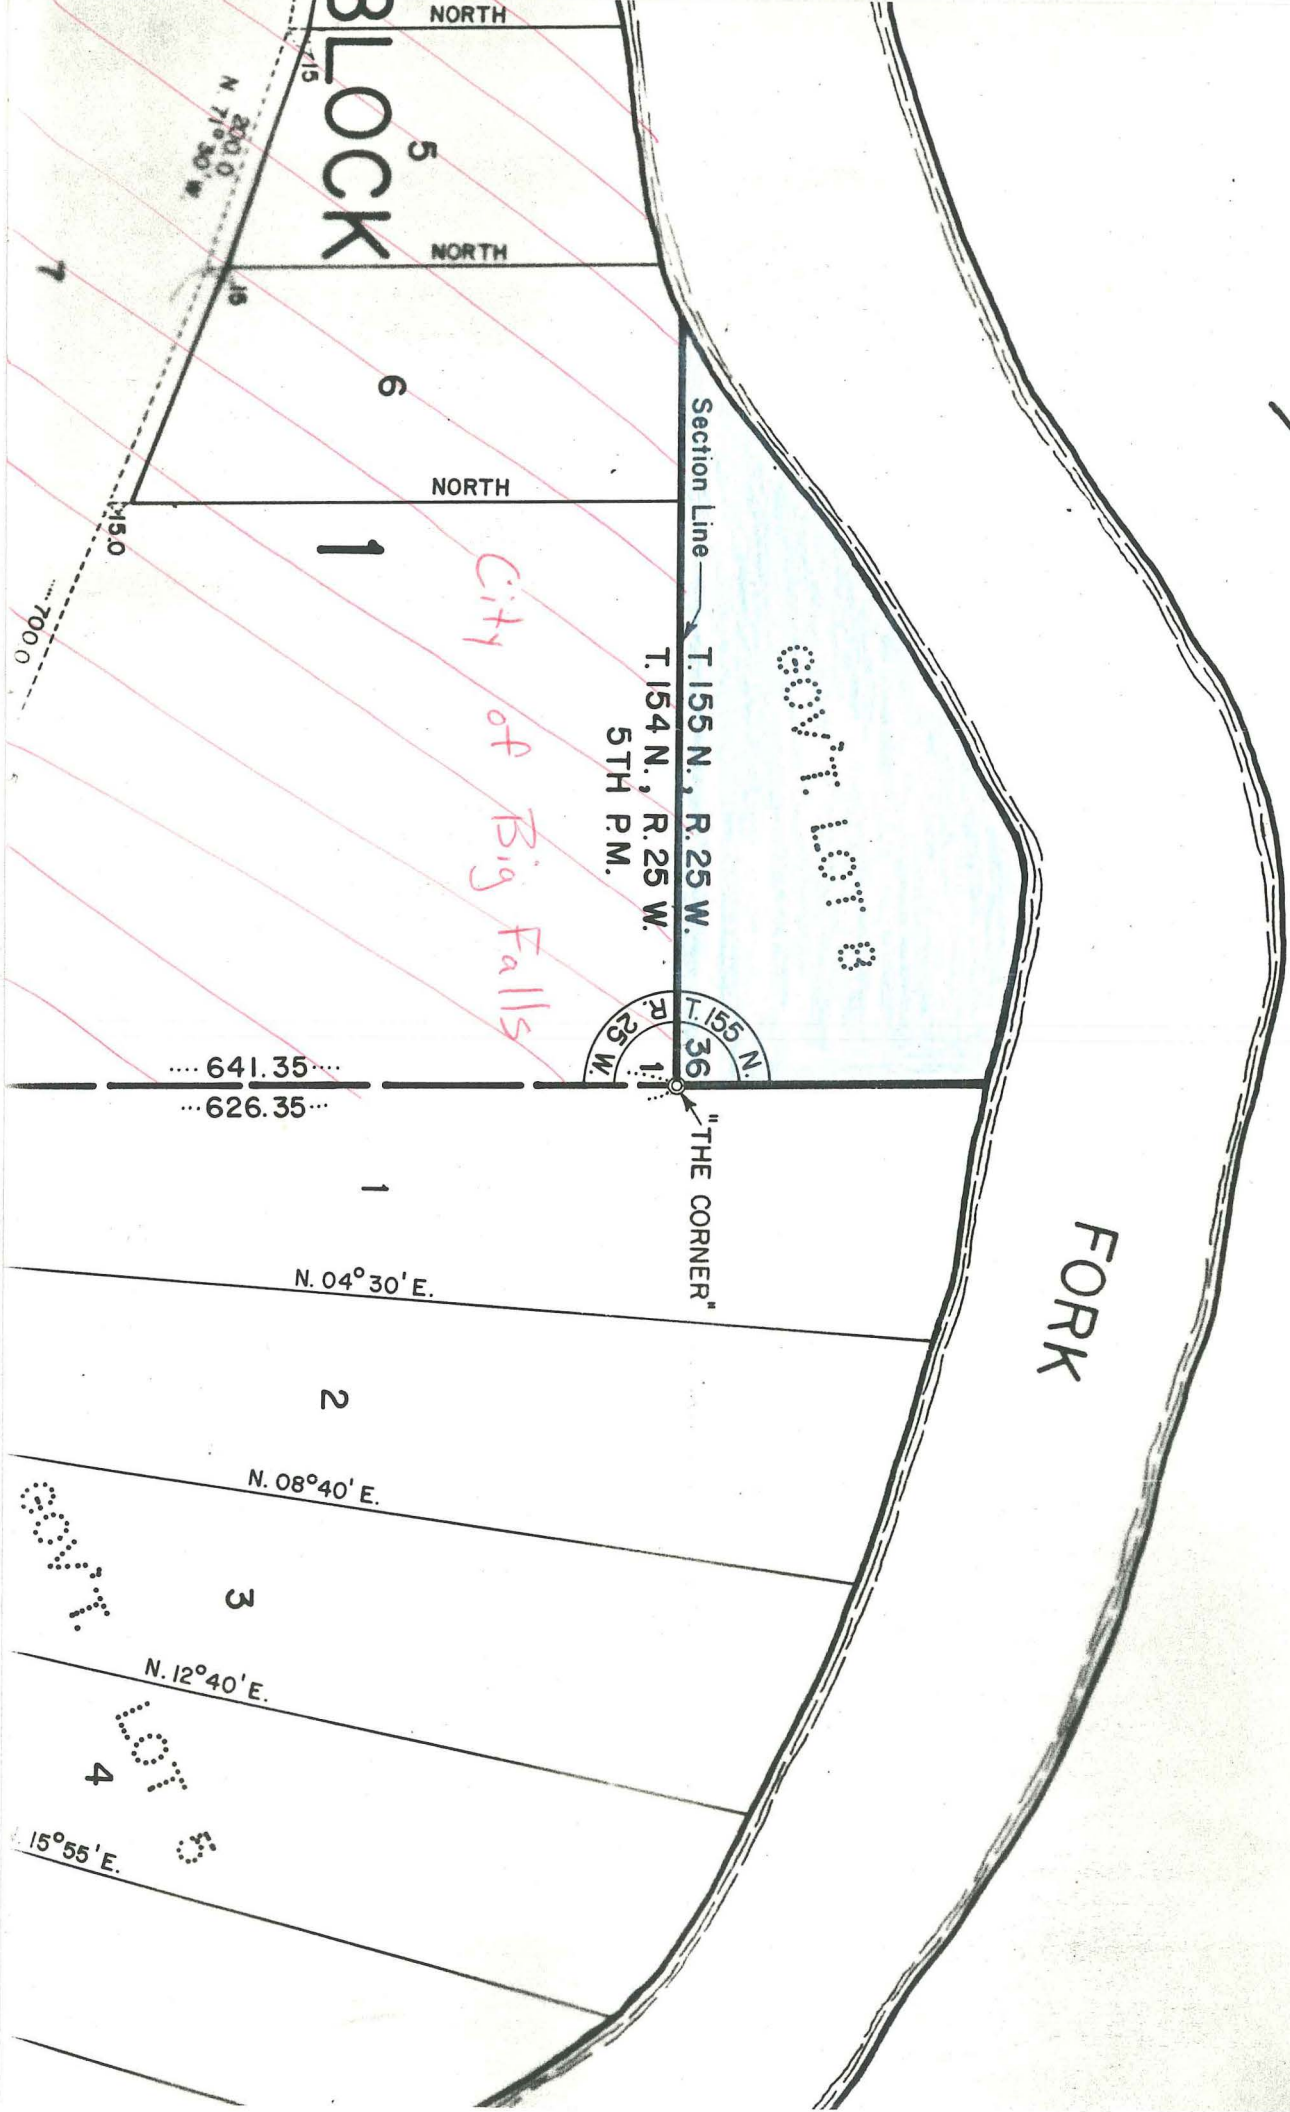 FORK
GOV'T. LOT 8
Section Line
T. 155 N., R. 25 W.
T. 154 N., R. 25 W.
5TH P.M.
T. 155 N.
36
R. 25 W.
1
"THE CORNER"
NORTH
NORTH
NORTH
BLOCK
1
5
6
7
City of Big Falls
15
15
15.0
200.0
N. 71° 30' W.
700.0
641.35
626.35
1
N. 04°30' E.
2
N. 08°40' E.
3
N. 12°40' E.
4
15°55' E.
GOV'T. LOT 5